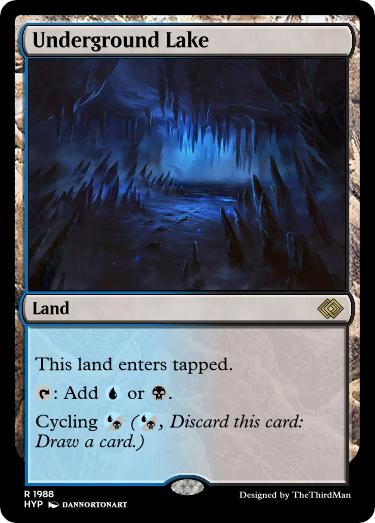 Underground Lake
Land
This land enters tapped.
: Add or .
Cycling ( , Discard this card:
Draw a card.)
R 1988
HYP DANNORTONART
Designed by TheThirdMan